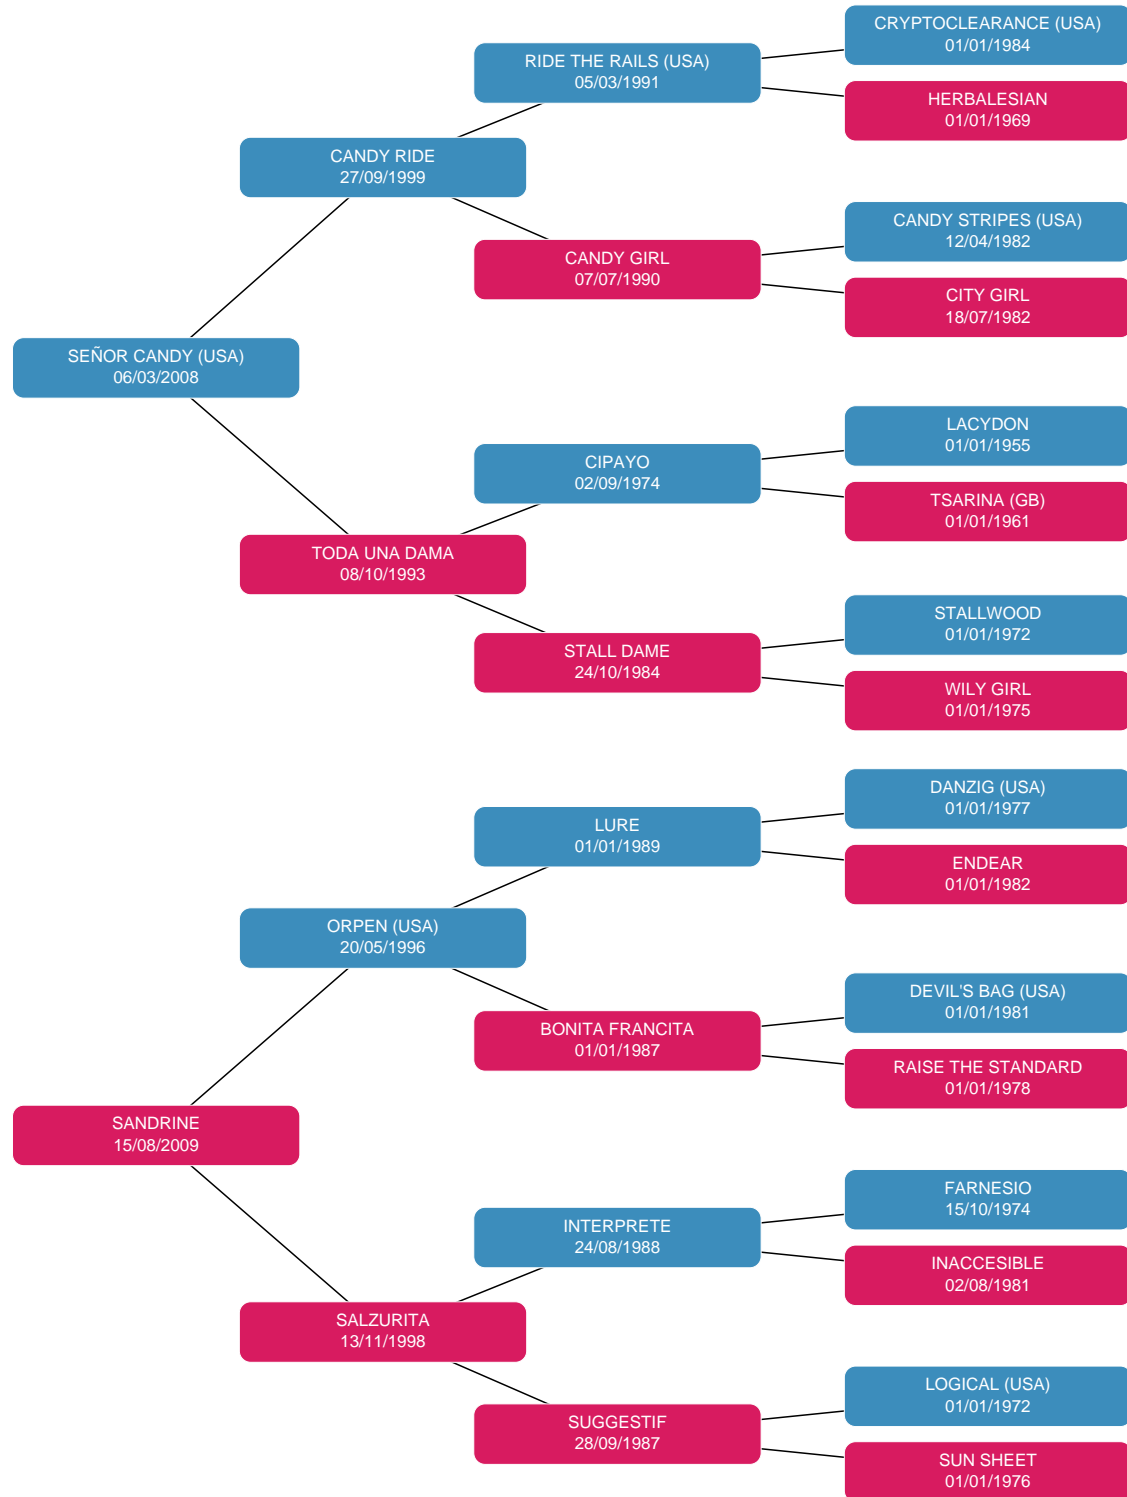 CRYPTOCLEARANCE (USA)
01/01/1984
RIDE THE RAILS (USA)
05/03/1991
HERBALESIAN
01/01/1969
CANDY RIDE
27/09/1999
CANDY STRIPES (USA)
12/04/1982
CANDY GIRL
07/07/1990
CITY GIRL
18/07/1982
SEÑOR CANDY (USA)
06/03/2008
LACYDON
01/01/1955
CIPAYO
02/09/1974
TSARINA (GB)
01/01/1961
TODA UNA DAMA
08/10/1993
STALLWOOD
01/01/1972
STALL DAME
24/10/1984
WILY GIRL
01/01/1975
DANZIG (USA)
01/01/1977
LURE
01/01/1989
ENDEAR
01/01/1982
ORPEN (USA)
20/05/1996
DEVIL'S BAG (USA)
01/01/1981
BONITA FRANCITA
01/01/1987
RAISE THE STANDARD
01/01/1978
SANDRINE
15/08/2009
FARNESIO
15/10/1974
INTERPRETE
24/08/1988
INACCESIBLE
02/08/1981
SALZURITA
13/11/1998
LOGICAL (USA)
01/01/1972
SUGGESTIF
28/09/1987
SUN SHEET
01/01/1976